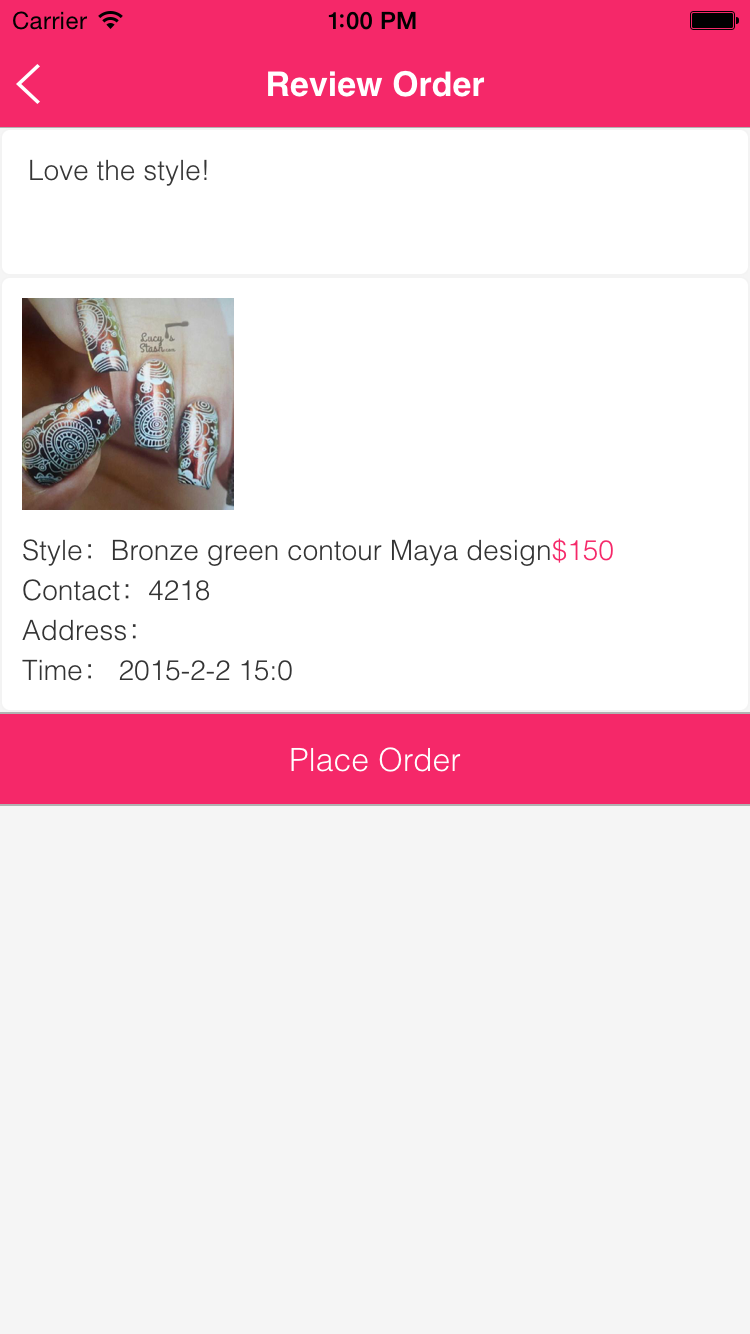 Carrier 1:00 PM
Review Order
Love the style!
Lacy's
Stash.com
Style：Bronze green contour Maya design$150
Contact：4218
Address：
Time： 2015-2-2 15:0
Place Order